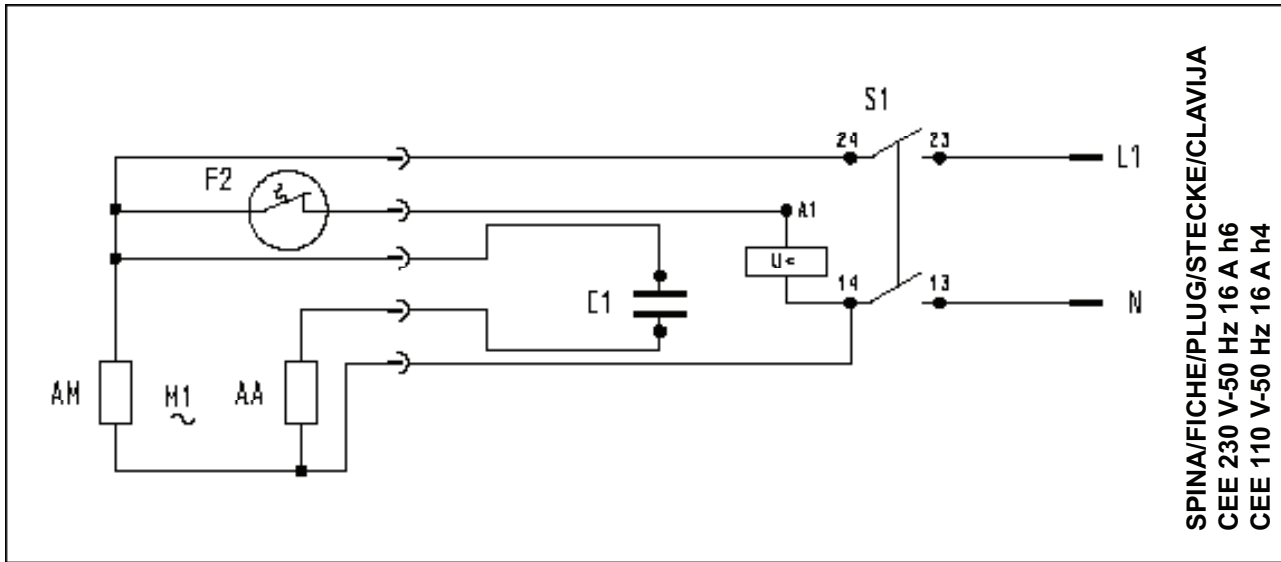 S1
24
23
L1
F2
A1
U<
14
13
N
C1
AM
M1
~
AA
SPINA/FICHE/PLUG/STECKE/CLAVIJA
CEE 230 V-50 Hz 16 A h6
CEE 110 V-50 Hz 16 A h4